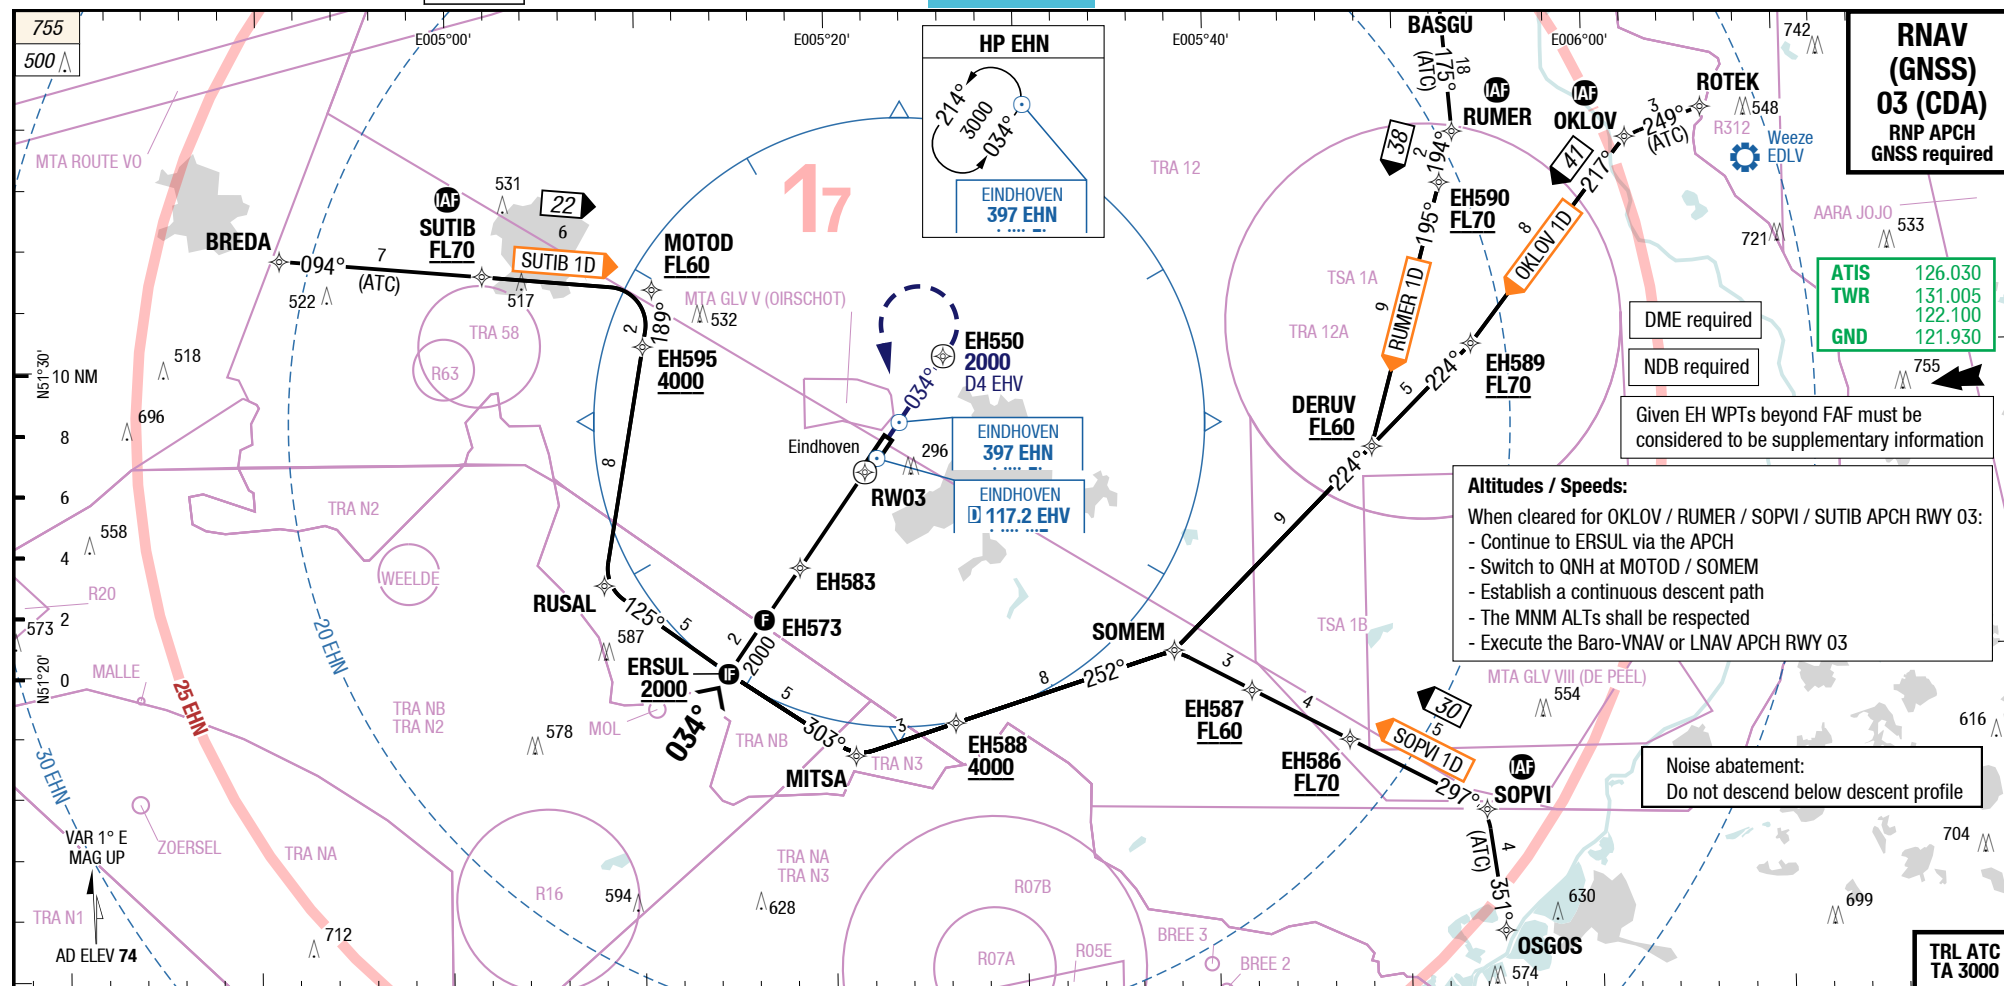 755
500
E005°00'
E005°20'
E005°40'
E006°00'
HP EHN
214°
3000
034°
EINDHOVEN
397 EHN
17
BASGU
18
175°
(ATC)
IAF
RUMER
38
2
194°
EH590
FL70
195°
RUMER 1D
9
IAF
OKLOV
3
249°
(ATC)
ROTEK
548
R312
Weeze
EDLV
742
41
217°
8
OKLOV 1D
RNAV
(GNSS)
03 (CDA)
RNP APCH
GNSS required
AARA JOJO
533
721
ATIS 126.030
TWR 131.005
122.100
GND 121.930
DME required
NDB required
755
MTA ROUTE VO
BREDA
094°
7
(ATC)
522
IAF
SUTIB
FL70
531
22
6
SUTIB 1D
517
MOTOD
FL60
MTA GLV V (OIRSCHOT)
532
189°
2
EH595
4000
TRA 58
R63
518
696
N51°30'
10 NM
8
6
4
2
0
N51°20'
TRA 12
TSA 1A
TRA 12A
EH550
2000
D4 EHV
034°
EINDHOVEN
397 EHN
Eindhoven
296
RW03
EINDHOVEN
D 117.2 EHV
EH589
FL70
224°
5
DERUV
FL60
224°
9
Given EH WPTs beyond FAF must be
considered to be supplementary information
Altitudes / Speeds:
When cleared for OKLOV / RUMER / SOPVI / SUTIB APCH RWY 03:
- Continue to ERSUL via the APCH
- Switch to QNH at MOTOD / SOMEM
- Establish a continuous descent path
- The MNM ALTs shall be respected
- Execute the Baro-VNAV or LNAV APCH RWY 03
8
TRA N2
558
WEELDE
R20
573
20 EHN
MALLE
25 EHN
30 EHN
RUSAL
125°
5
587
EH583
F
EH573
2
2000
ERSUL
2000
IF
034°
MOL
578
TRA NB
TRA N2
TRA NB
5
303°
MITSA
3
TRA N3
EH588
4000
8
252°
SOMEM
3
EH587
FL60
4
EH586
FL70
TSA 1B
MTA GLV VIII (DE PEEL)
554
30
5
SOPVI 1D
297°
IAF
SOPVI
616
Noise abatement:
Do not descend below descent profile
704
VAR 1° E
MAG UP
ZOERSEL
TRA NA
TRA N1
AD ELEV 74
712
R16
594
TRA NA
TRA N3
628
R07B
R07A
R05E
BREE 3
BREE 2
4
(ATC)
351°
OSGOS
630
574
699
TRL ATC
TA 3000